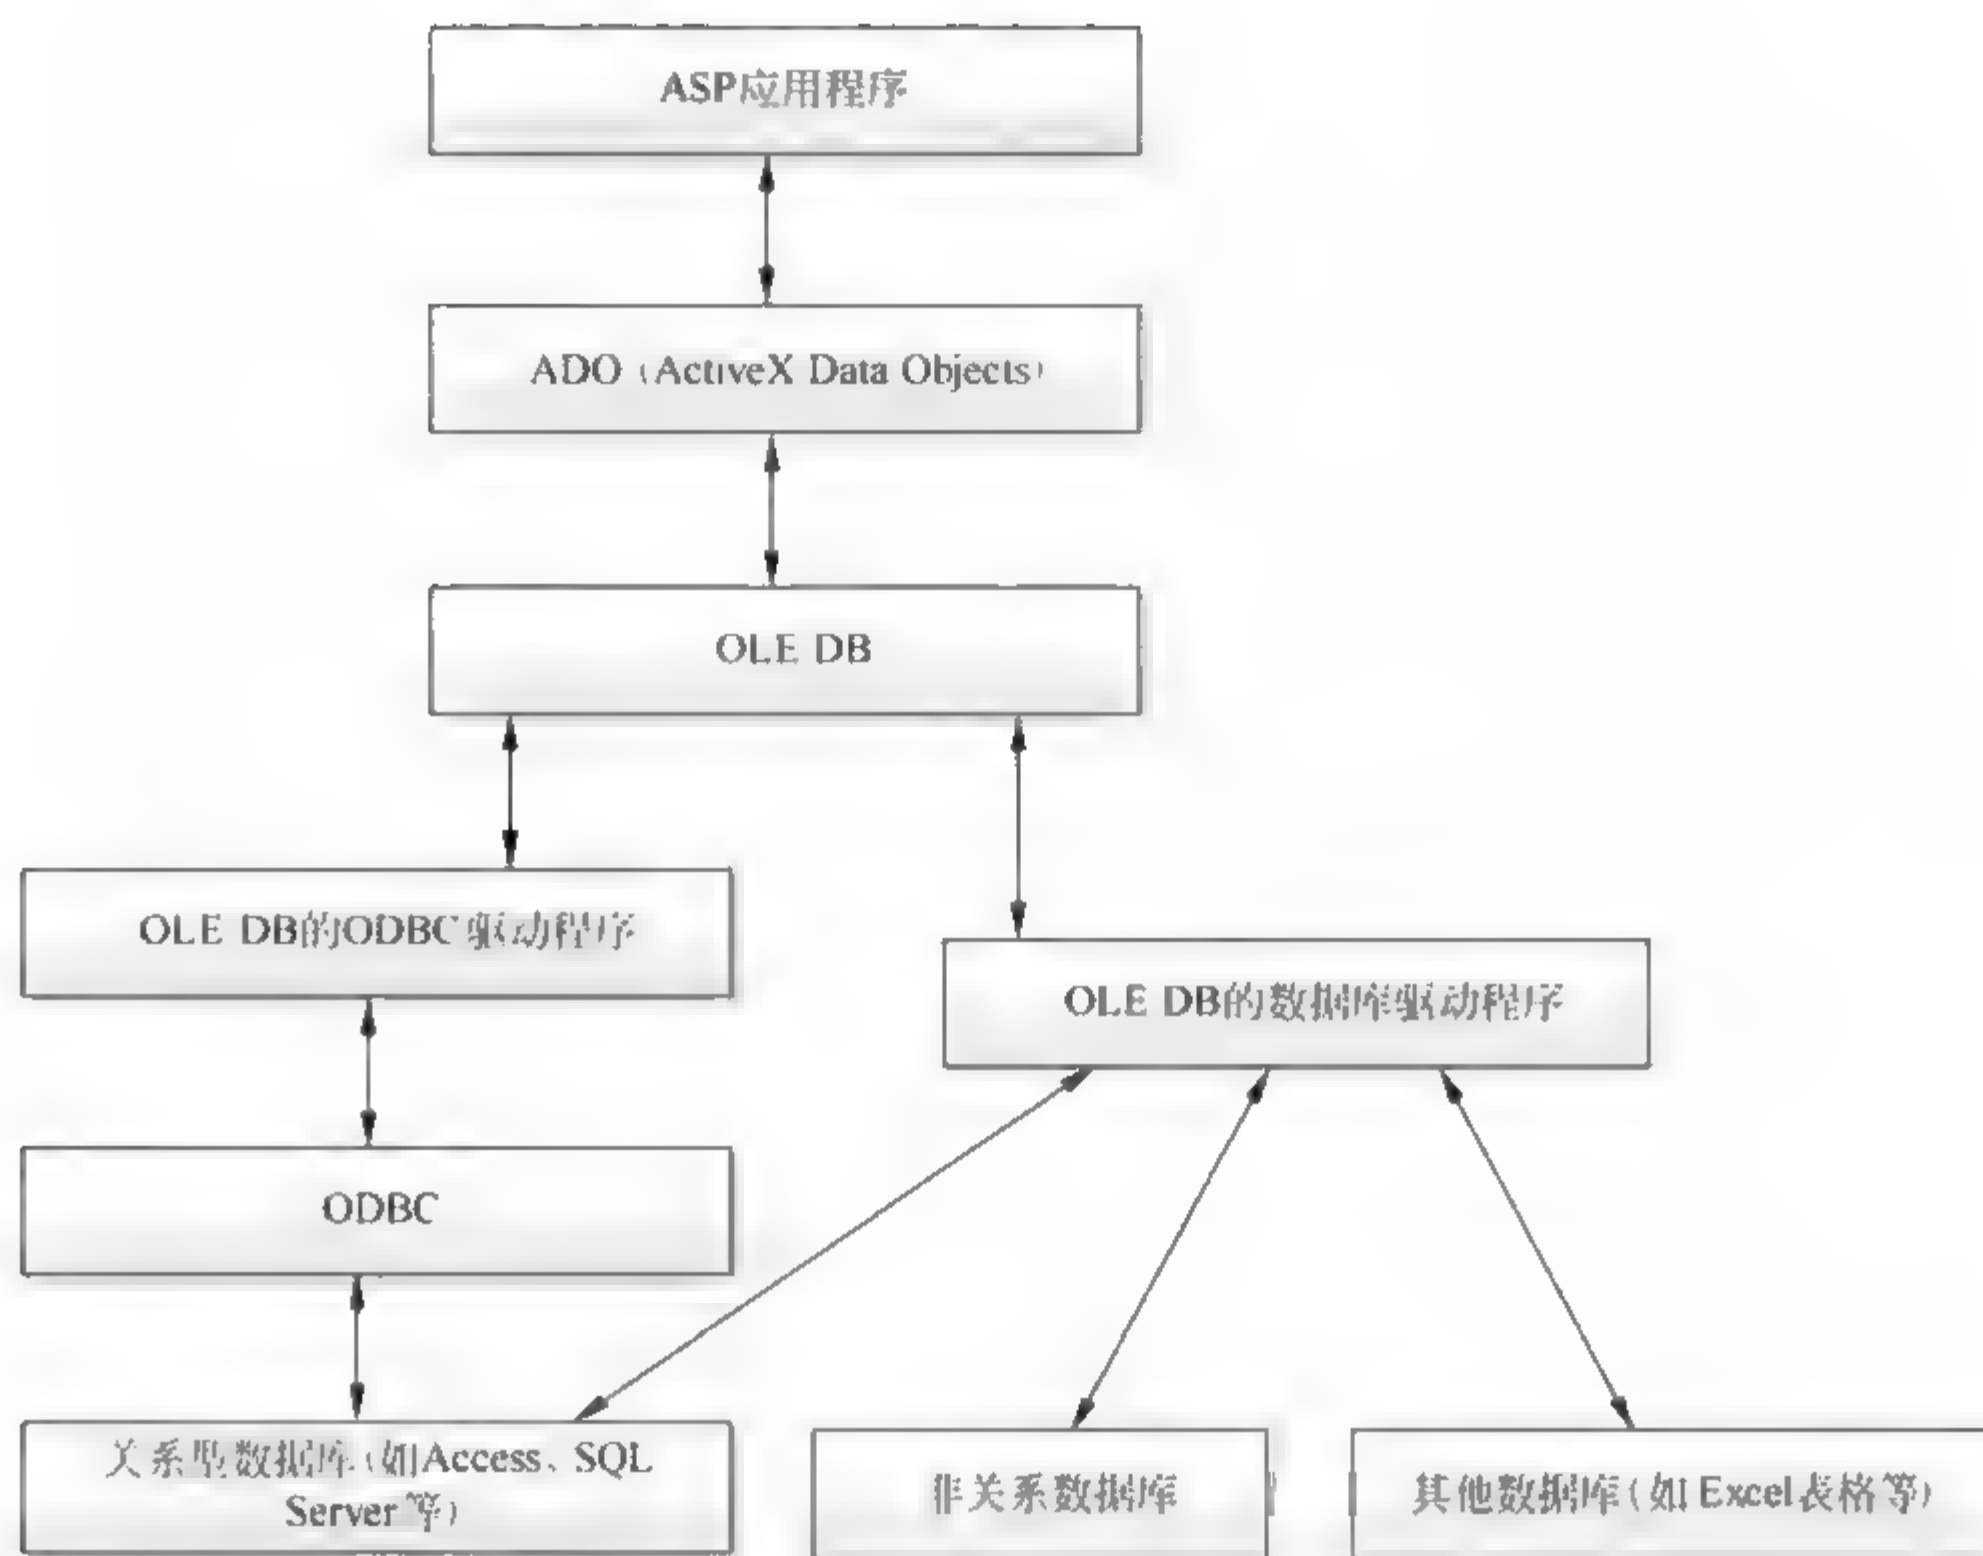 ASP应用程序
ADO (ActiveX Data Objects)
OLE DB
OLE DB的ODBC驱动程序
OLE DB的数据库驱动程序
ODBC
关系型数据库(如Access、SQL
Server等)
非关系数据库
其他数据库(如Excel表格等)